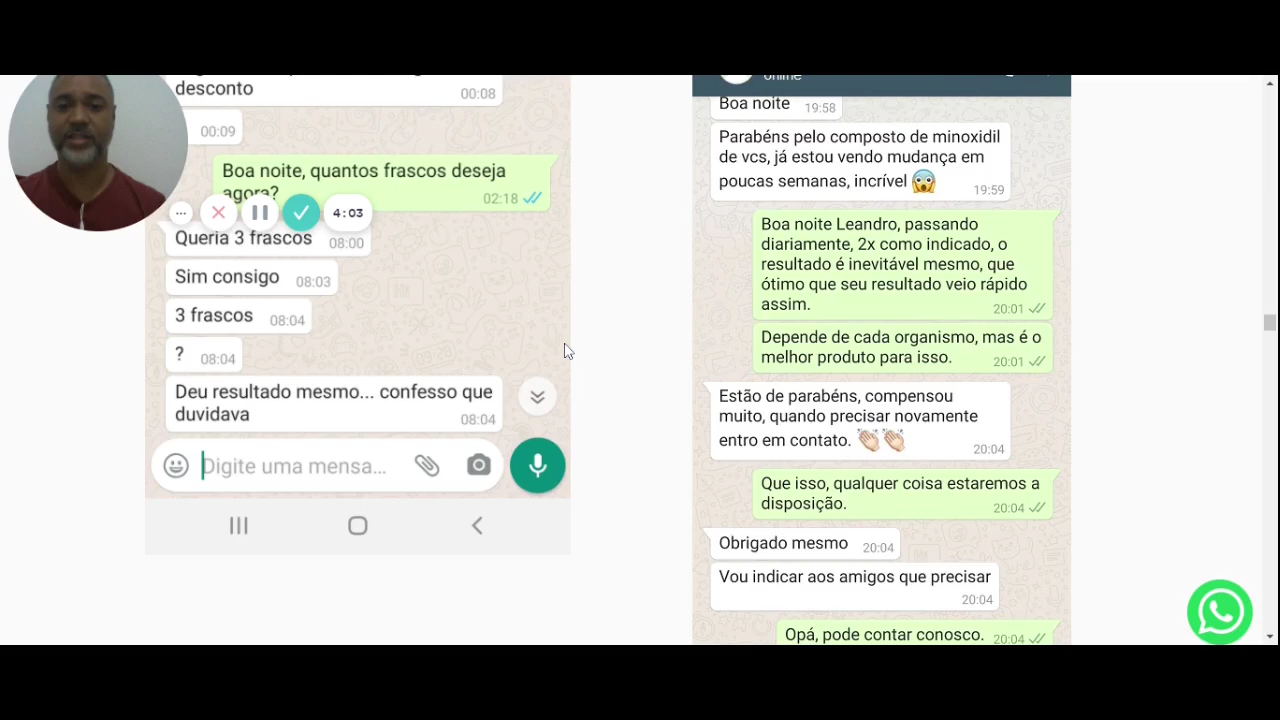 desconto
00:08
00:09
Boa noite, quantos frascos deseja
agora?
02:18
4:03
Queria 3 frascos 08:00
Sim consigo 08:03
3 frascos 08:04
? 08:04
Deu resultado mesmo... confesso que
duvidava
08:04
Digite uma mensa...
Boa noite 19:58
Parabéns pelo composto de minoxidil
de vcs, já estou vendo mudança em
poucas semanas, incrível 😱
19:59
Boa noite Leandro, passando
diariamente, 2x como indicado, o
resultado é inevitável mesmo, que
ótimo que seu resultado veio rápido
assim.
20:01
Depende de cada organismo, mas é o
melhor produto para isso. 20:01
Estão de parabéns, compensou
muito, quando precisar novamente
entro em contato. 👏🏻👏🏻
20:04
Que isso, qualquer coisa estaremos a
disposição. 20:04
Obrigado mesmo 20:04
Vou indicar aos amigos que precisar
20:04
Opá, pode contar conosco. 20:04